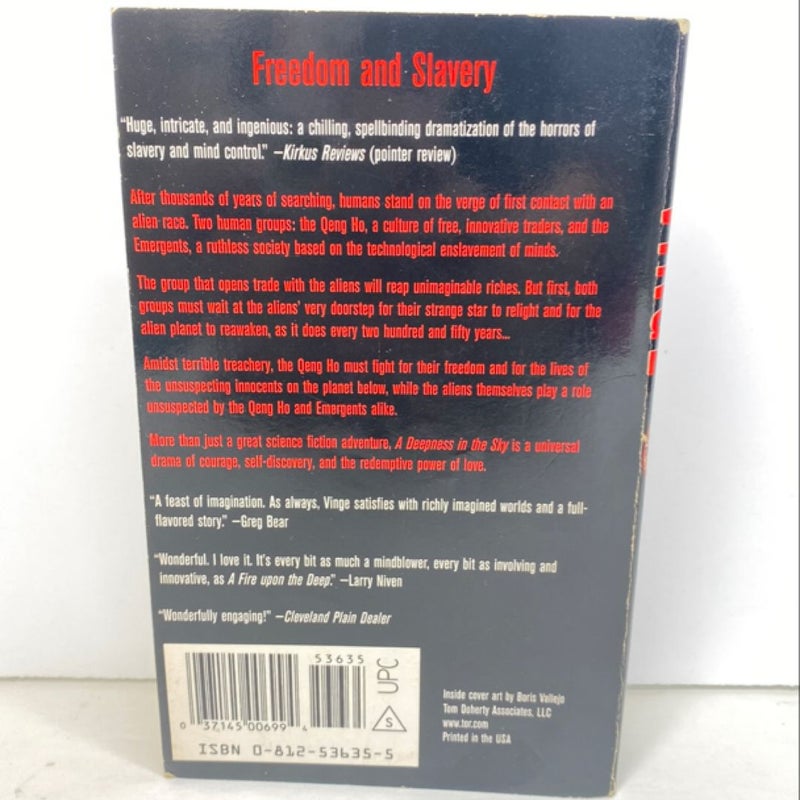 Freedom and Slavery
"Huge, intricate, and ingenious: a chilling, spellbinding dramatization of the horrors of
slavery and mind control." —Kirkus Reviews (pointer review)
After thousands of years of searching, humans stand on the verge of first contact with an
alien race. Two human groups: the Qeng Ho, a culture of free, innovative traders, and the
Emergents, a ruthless society based on the technological enslavement of minds.
The group that opens trade with the aliens will reap unimaginable riches. But first, both
groups must wait at the aliens' very doorstep for their strange star to relight and for the
alien planet to reawaken, as it does every two hundred and fifty years...
Amidst terrible treachery, the Qeng Ho must fight for their freedom and for the lives of
the unsuspecting innocents on the planet below, while the aliens themselves play a role
unsuspected by the Qeng Ho and Emergents alike.
More than just a great science fiction adventure, A Deepness in the Sky is a universal
drama of courage, self-discovery, and the redemptive power of love.
"A feast of imagination. As always, Vinge satisfies with richly imagined worlds and a full-
flavored story." —Greg Bear
"Wonderful. I love it. It's every bit as much a mindblower, every bit as involving and
innovative, as A Fire upon the Deep." —Larry Niven
"Wonderfully engaging!" —Cleveland Plain Dealer
53635
UPC
S
0 37145 00699 4
ISBN 0-812-53635-5
Inside cover art by Boris Vallejo
Tom Doherty Associates, LLC
www.tor.com
Printed in the USA